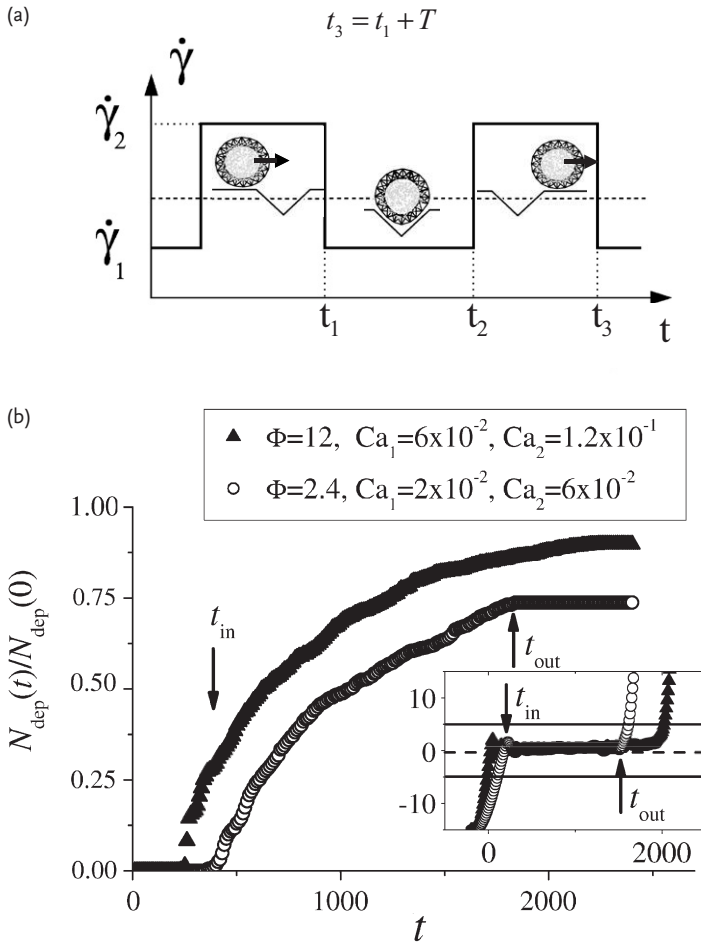 (a)
t₃ = t₁ + T
γ̇
γ̇₂
γ̇₁
t₁
t₂
t₃
t
(b)
▲ Φ=12, Ca₁=6x10⁻², Ca₂=1.2x10⁻¹
○ Φ=2.4, Ca₁=2x10⁻², Ca₂=6x10⁻²
N_dep(t)/N_dep(0)
1.00
0.75
0.50
0.25
0.00
t_in
t_out
0
1000
2000
t
10
0
-10
t_in
t_out
0
2000